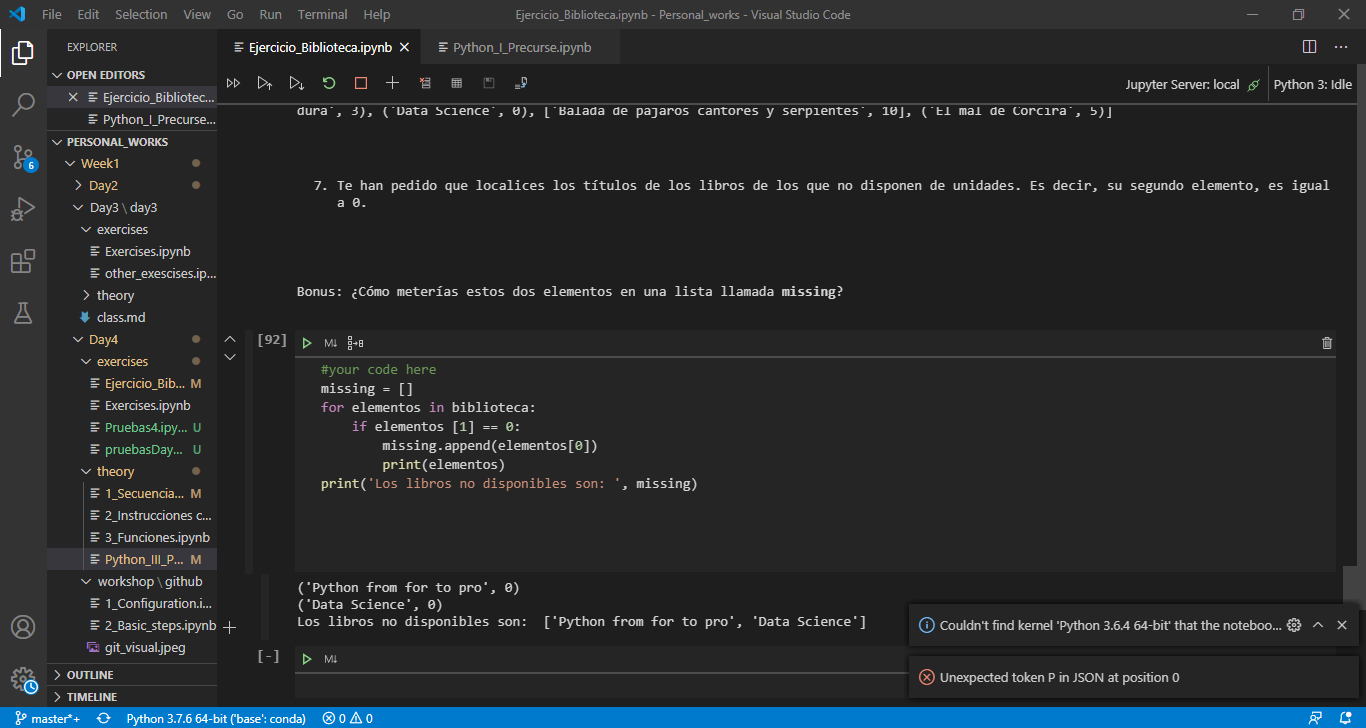 File Edit Selection View Go Run Terminal Help Ejercicio_Biblioteca.ipynb - Personal_works - Visual Studio Code
EXPLORER
OPEN EDITORS
Ejercicio_Bibliotec...
Python_I_Precurse...
PERSONAL_WORKS
Week1
Day2
Day3 \ day3
exercises
Exercises.ipynb
other_exescises.ip...
theory
class.md
Day4
exercises
Ejercicio_Bib... M
Exercises.ipynb
Pruebas4.ipy... U
pruebasDay... U
theory
1_Secuencia... M
2_Instrucciones c...
3_Funciones.ipynb
Python_III_P... M
workshop \ github
1_Configuration.i...
2_Basic_steps.ipynb
git_visual.jpeg
OUTLINE
TIMELINE
6
Ejercicio_Biblioteca.ipynb Python_I_Precurse.ipynb
Jupyter Server: local Python 3: Idle
dura', 3), ('Data Science', 0), ['Balada de pajaros cantores y serpientes', 10], ('El mal de Corcira', 5)]
7. Te han pedido que localices los títulos de los libros de los que no disponen de unidades. Es decir, su segundo elemento, es igual
a 0.
Bonus: ¿Cómo meterías estos dos elementos en una lista llamada missing?
[92] M↓
#your code here
missing = []
for elementos in biblioteca:
if elementos [1] == 0:
missing.append(elementos[0])
print(elementos)
print('Los libros no disponibles son: ', missing)
('Python from for to pro', 0)
('Data Science', 0)
Los libros no disponibles son:  ['Python from for to pro', 'Data Science']
[-] M↓
Couldn't find kernel 'Python 3.6.4 64-bit' that the noteboo...
Unexpected token P in JSON at position 0
master*+ Python 3.7.6 64-bit ('base': conda) 0 0